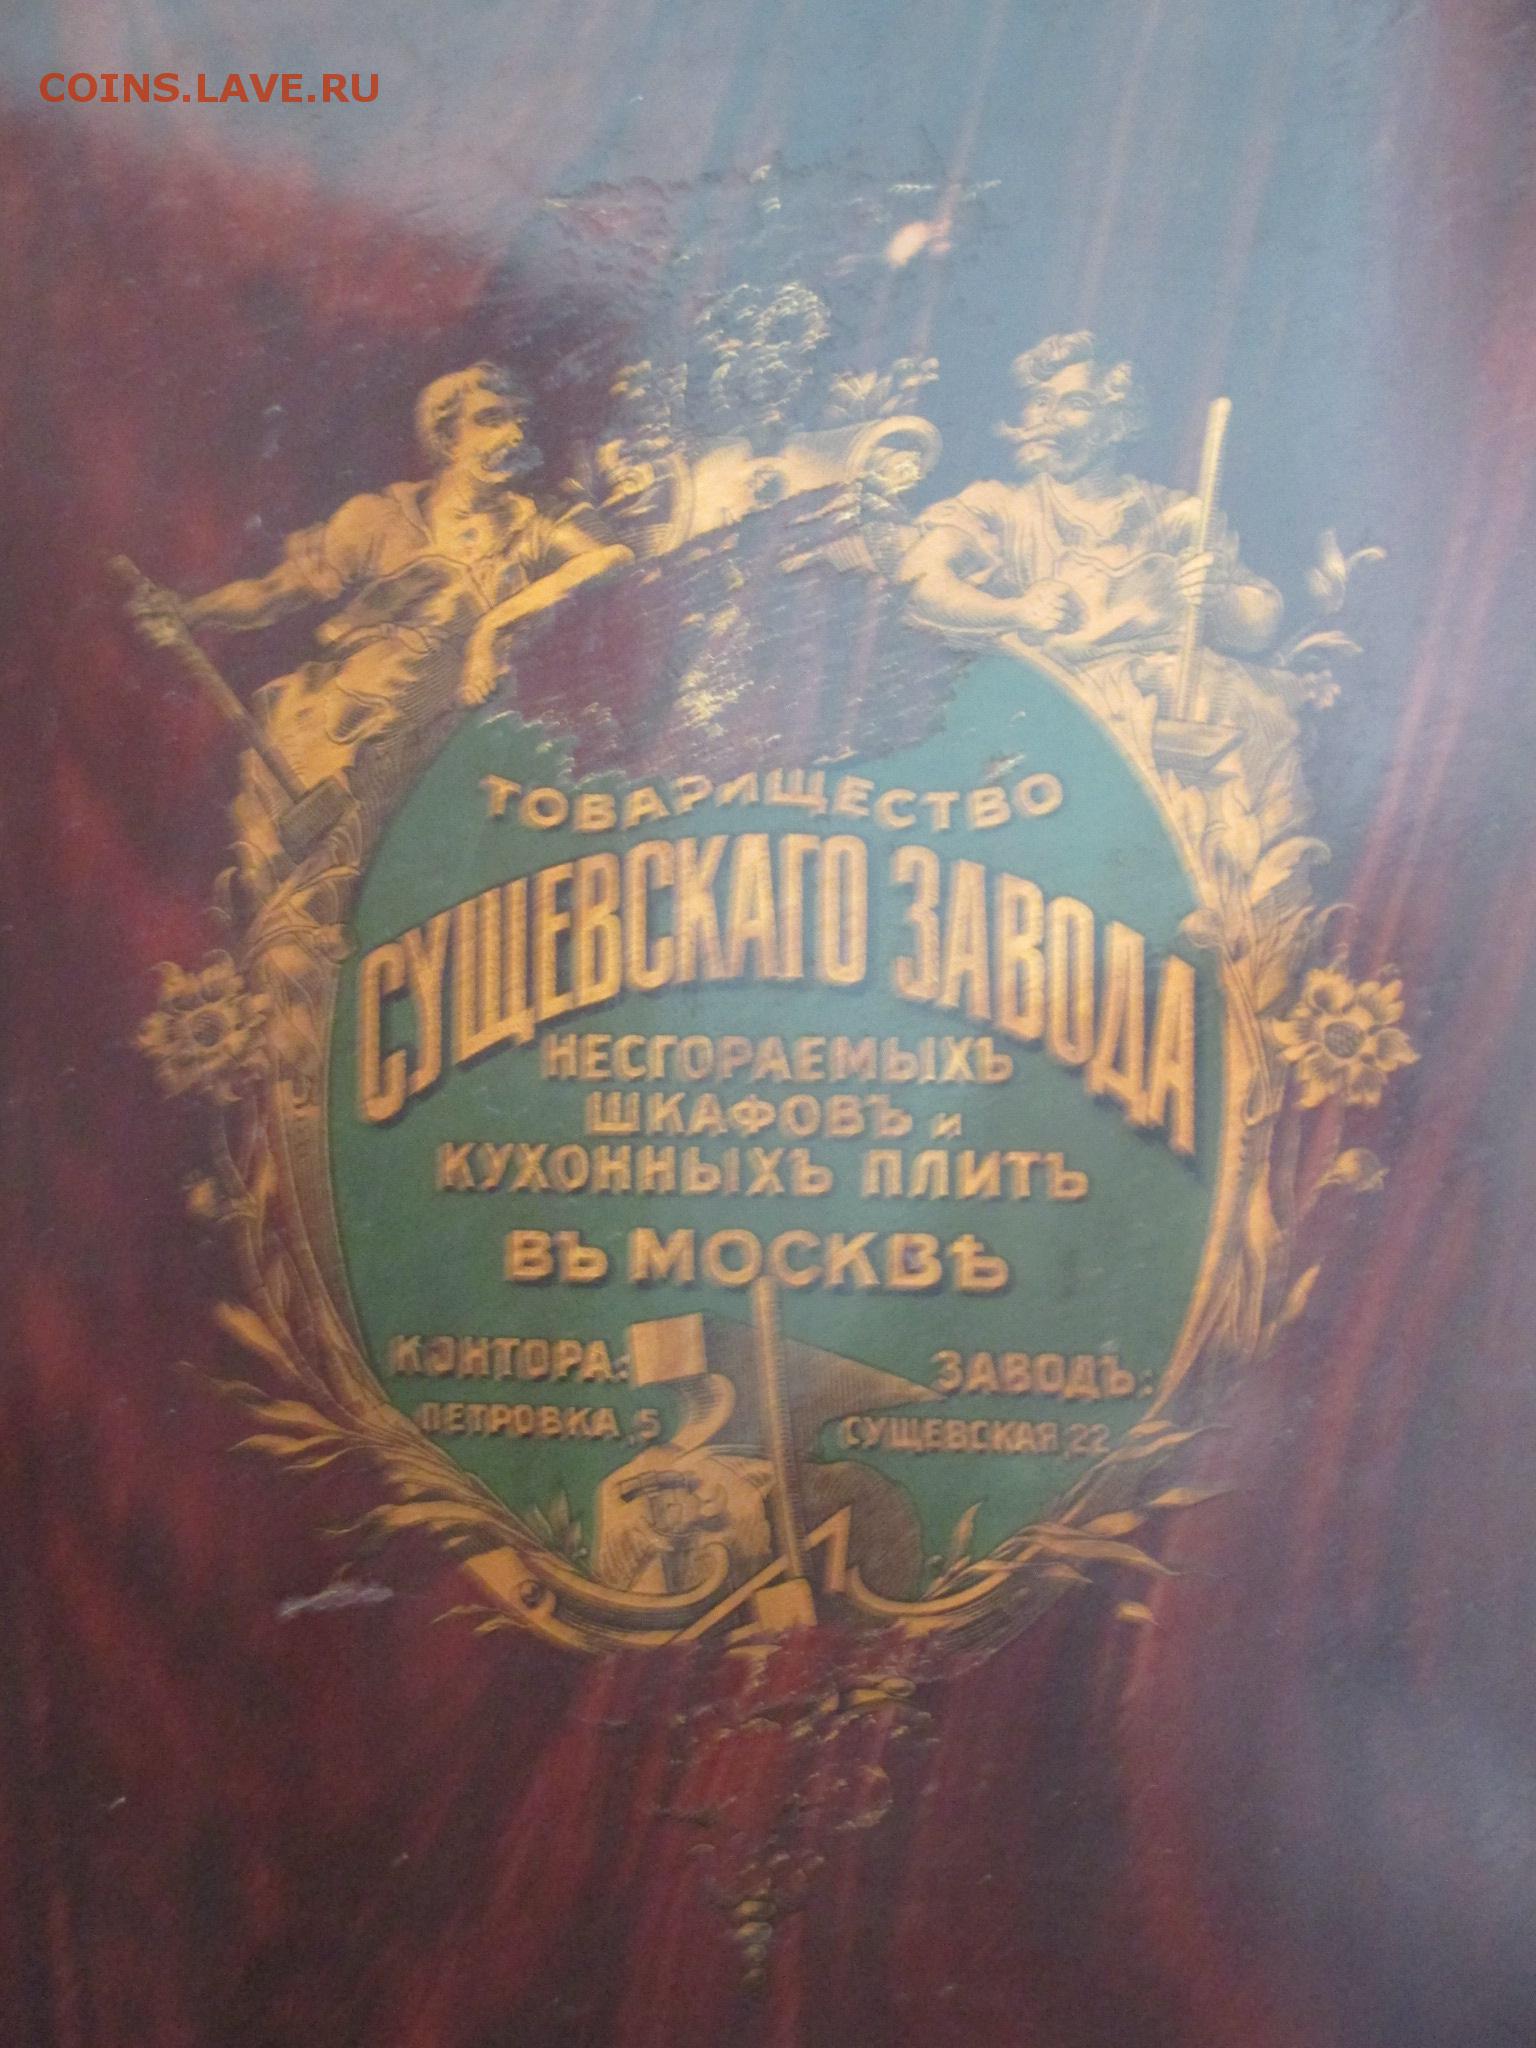 COINS.LAVE.RU
ТОВАРИЩЕСТВО
СУЩЕВСКАГО ЗАВОДА
НЕСГОРАЕМЫХЪ
ШКАФОВЪ и
КУХОННЫХЪ ПЛИТЪ
ВЪ МОСКВѢ
КОНТОРА:
ПЕТРОВКА, 5
ЗАВОДЪ:
СУЩЕВСКАЯ, 22